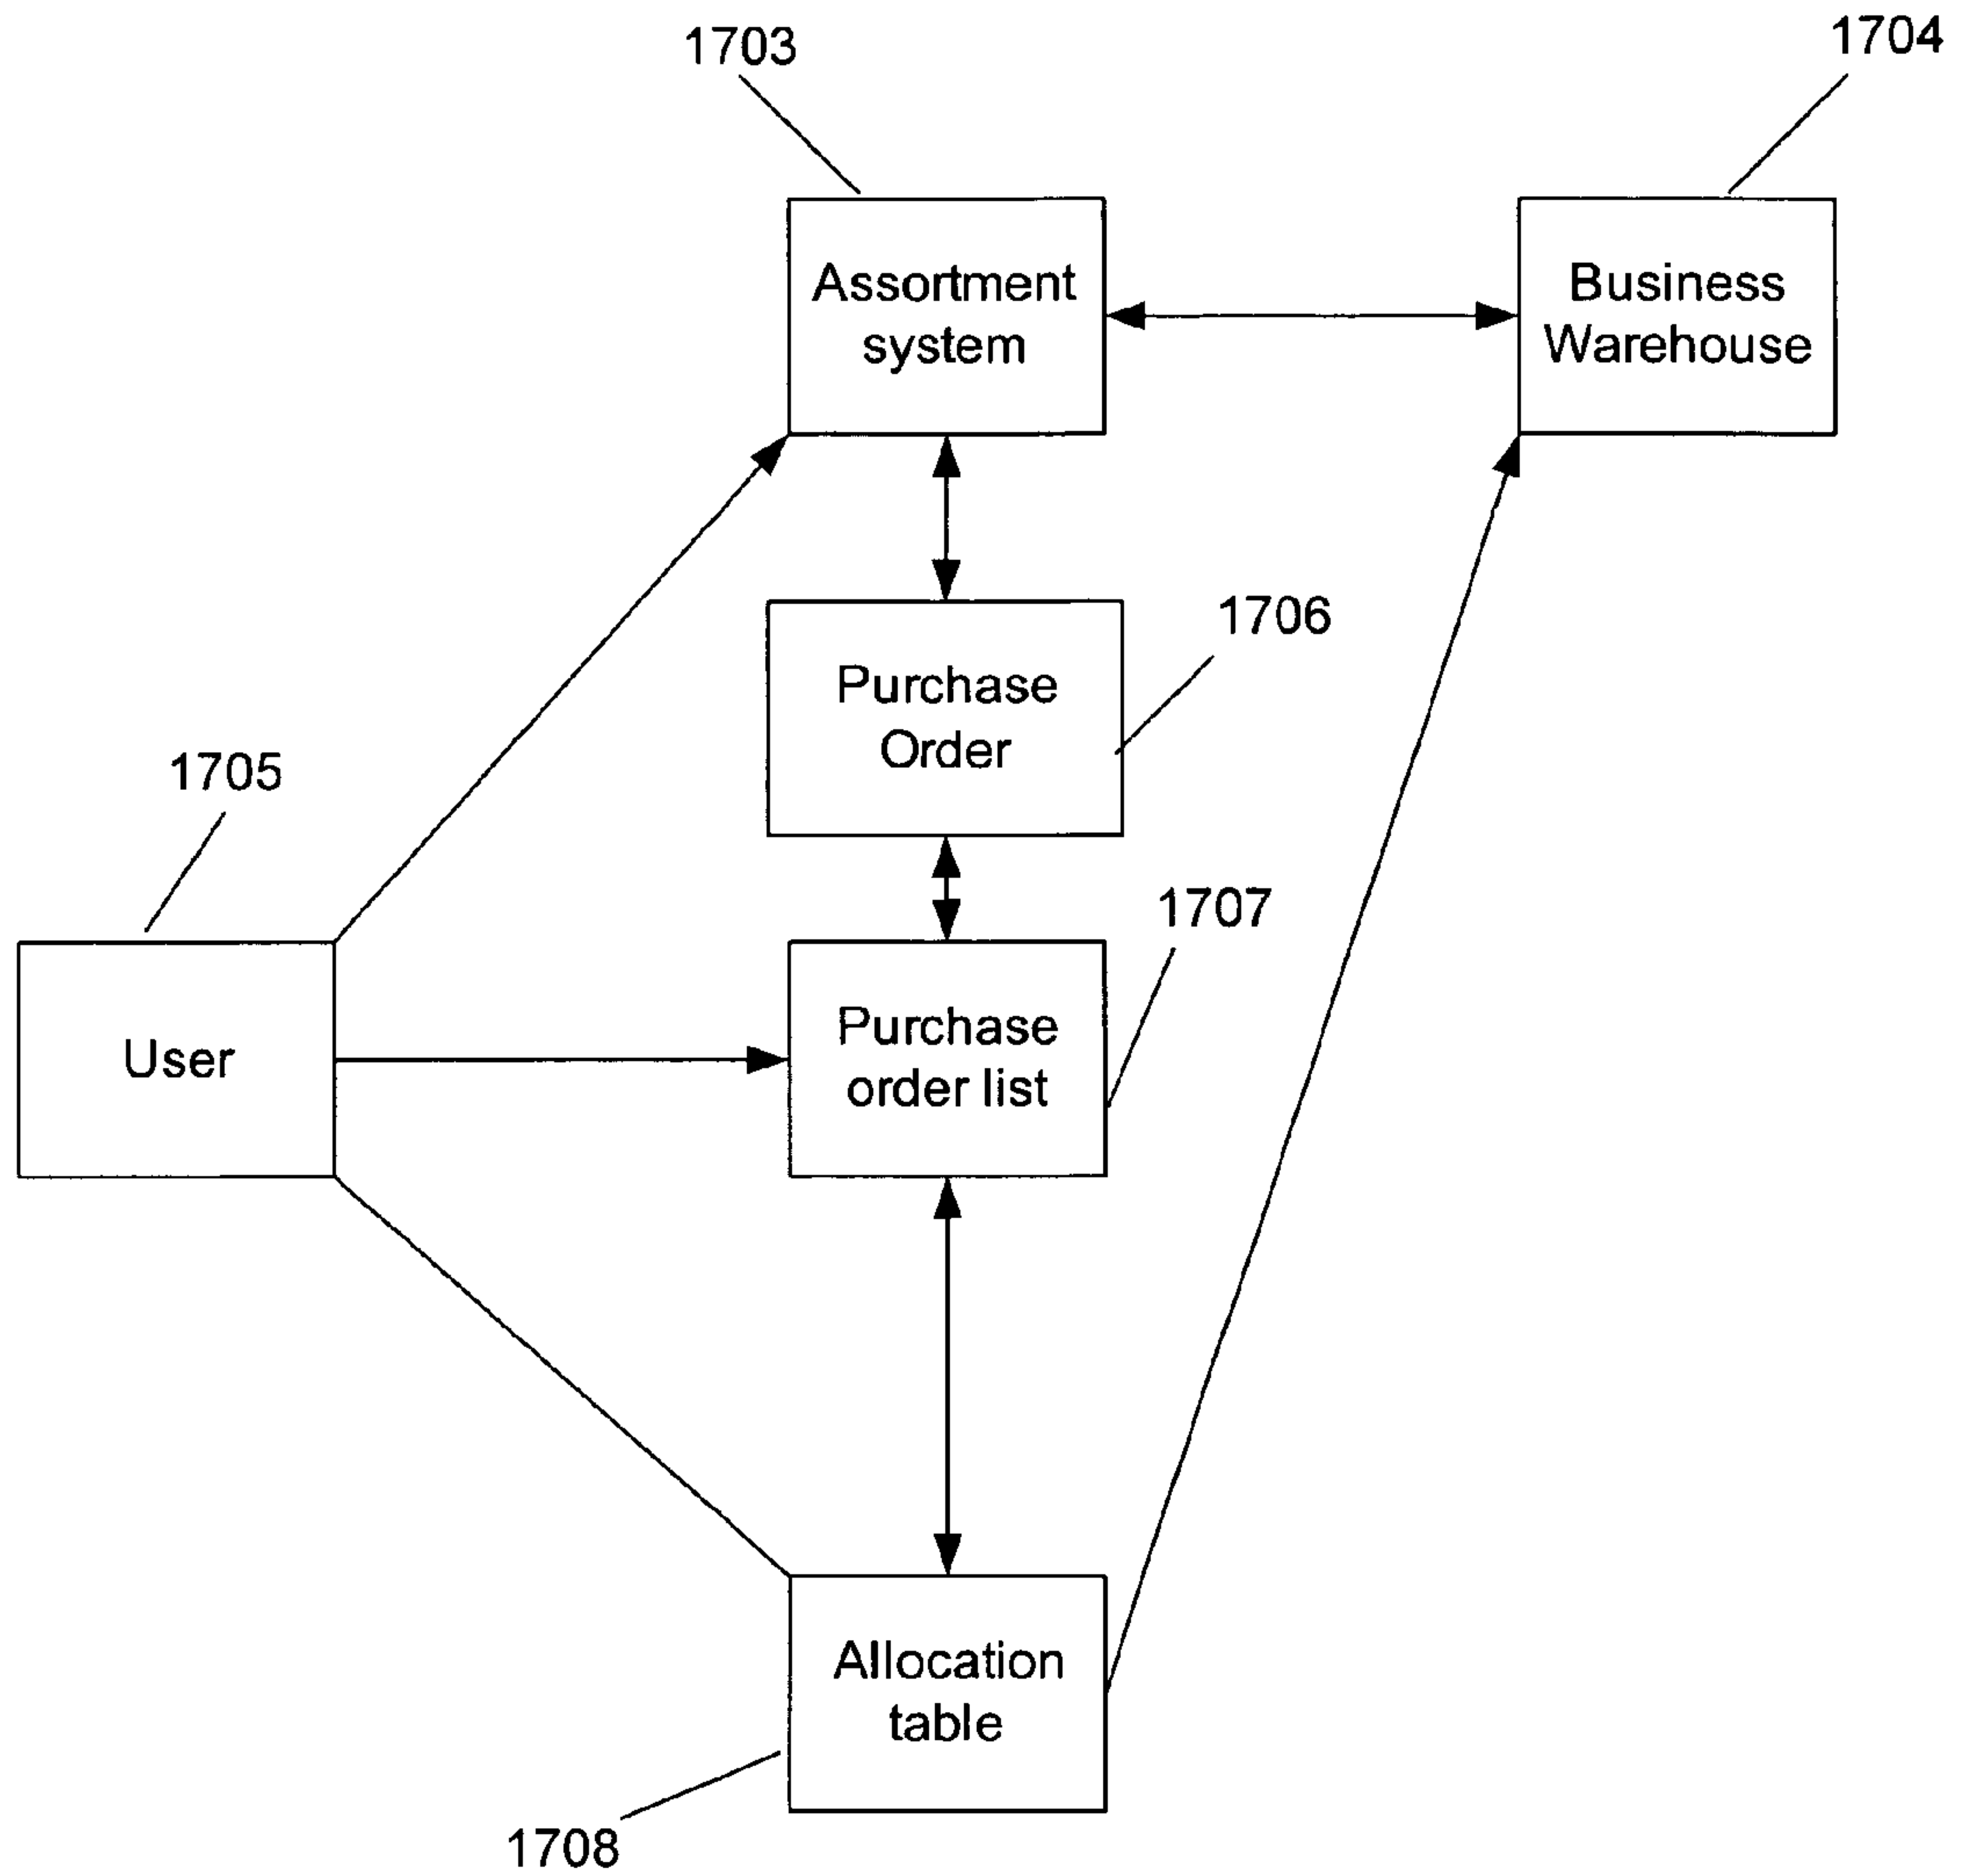 1703
1704
Assortment
system
Business
Warehouse
1706
Purchase
Order
1705
1707
User
Purchase
order list
Allocation
table
1708